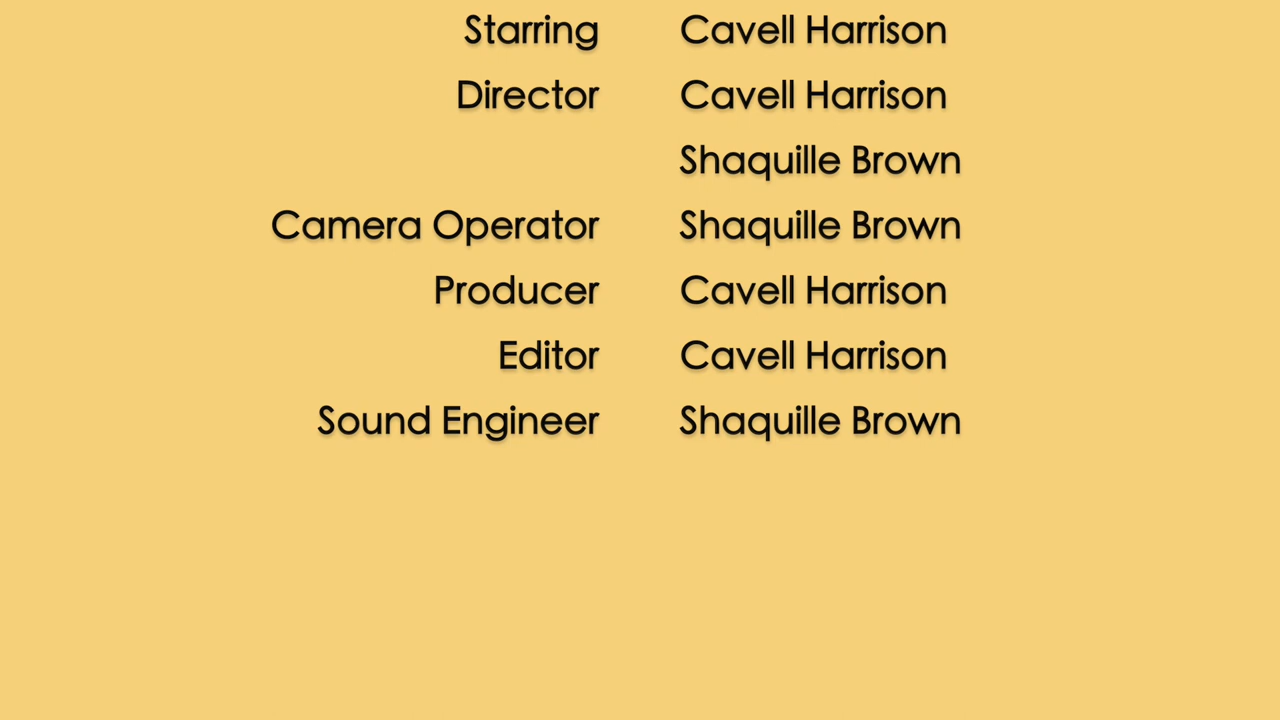 Starring Cavell Harrison
Director Cavell Harrison
Shaquille Brown
Camera Operator Shaquille Brown
Producer Cavell Harrison
Editor Cavell Harrison
Sound Engineer Shaquille Brown